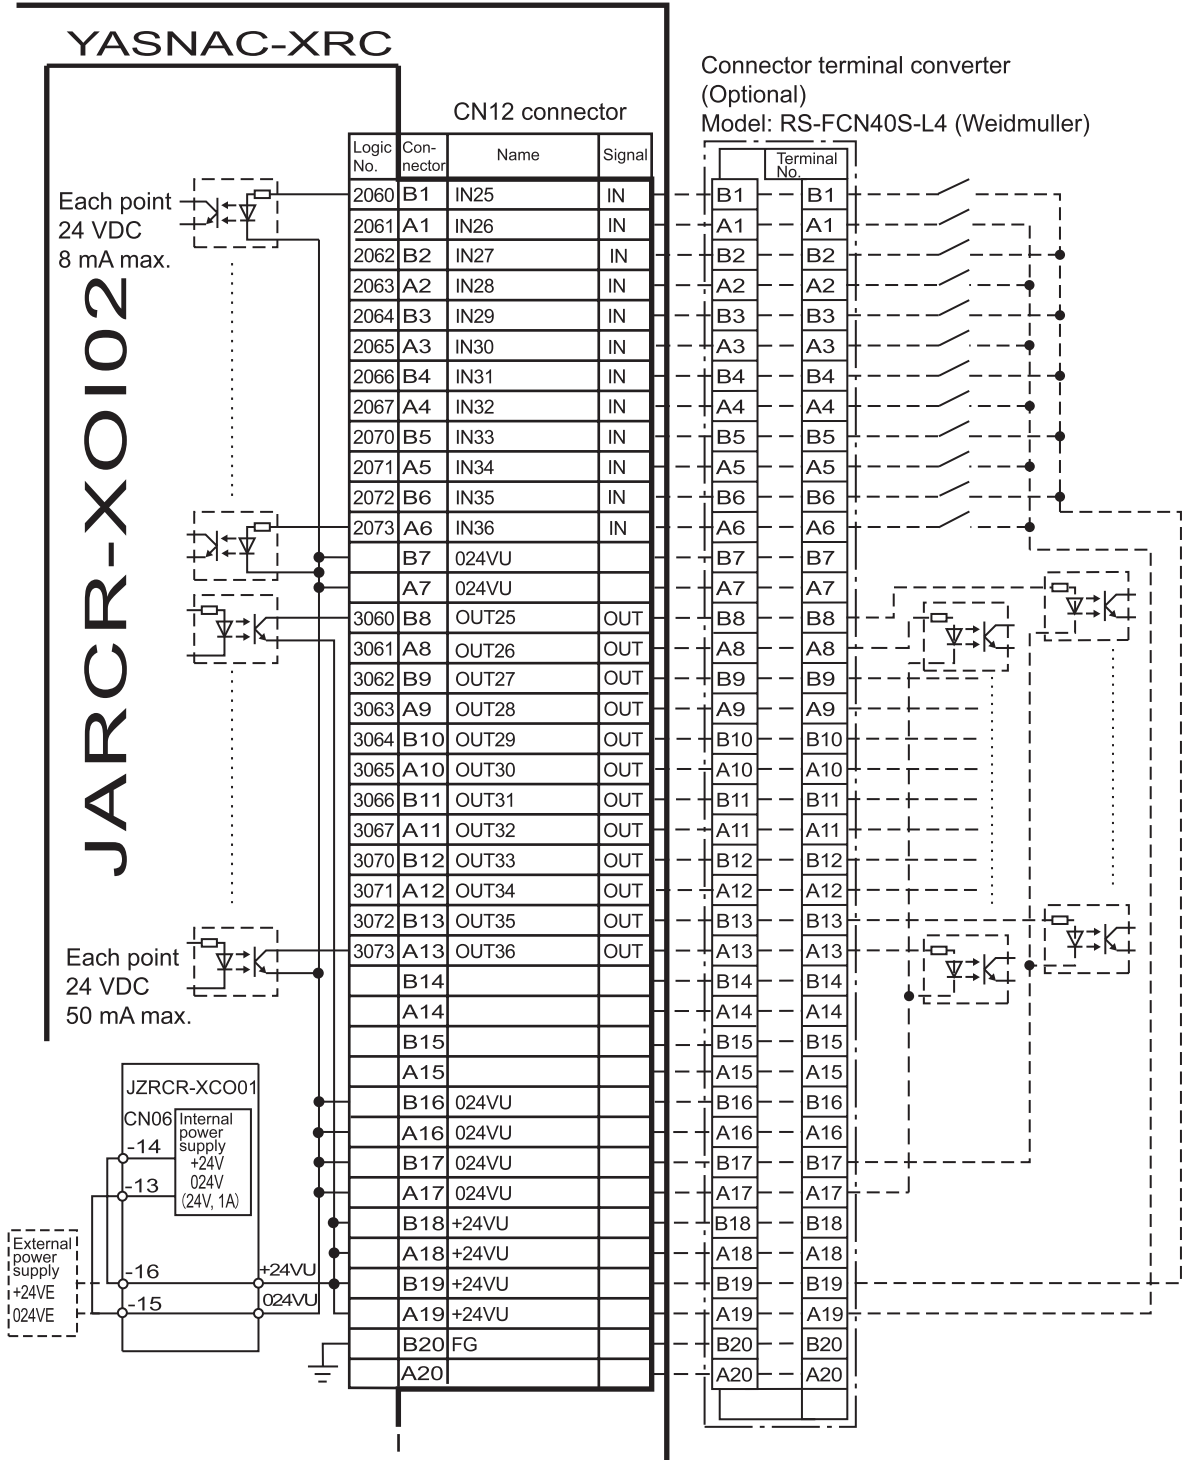 YASNAC-XRC
Connector terminal converter
(Optional)
Model: RS-FCN40S-L4 (Weidmuller)
CN12 connector
Logic No. Con-nector Name Signal
Terminal No.
Each point
24 VDC
8 mA max.
JARCR-XOI02
2060 B1 IN25 IN B1 B1
2061 A1 IN26 IN A1 A1
2062 B2 IN27 IN B2 B2
2063 A2 IN28 IN A2 A2
2064 B3 IN29 IN B3 B3
2065 A3 IN30 IN A3 A3
2066 B4 IN31 IN B4 B4
2067 A4 IN32 IN A4 A4
2070 B5 IN33 IN B5 B5
2071 A5 IN34 IN A5 A5
2072 B6 IN35 IN B6 B6
2073 A6 IN36 IN A6 A6
B7 024VU B7 B7
A7 024VU A7 A7
3060 B8 OUT25 OUT B8 B8
3061 A8 OUT26 OUT A8 A8
3062 B9 OUT27 OUT B9 B9
3063 A9 OUT28 OUT A9 A9
3064 B10 OUT29 OUT B10 B10
3065 A10 OUT30 OUT A10 A10
3066 B11 OUT31 OUT B11 B11
3067 A11 OUT32 OUT A11 A11
3070 B12 OUT33 OUT B12 B12
3071 A12 OUT34 OUT A12 A12
3072 B13 OUT35 OUT B13 B13
3073 A13 OUT36 OUT A13 A13
B14 B14 B14
A14 A14 A14
B15 B15 B15
A15 A15 A15
B16 024VU B16 B16
A16 024VU A16 A16
B17 024VU B17 B17
A17 024VU A17 A17
B18 +24VU B18 B18
A18 +24VU A18 A18
B19 +24VU B19 B19
A19 +24VU A19 A19
B20 FG B20 B20
A20 A20 A20
Each point
24 VDC
50 mA max.
JZRCR-XCO01
CN06
Internal
power
supply
+24V
024V
(24V, 1A)
-14
-13
-16
-15
+24VU
024VU
External
power
supply
+24VE
024VE